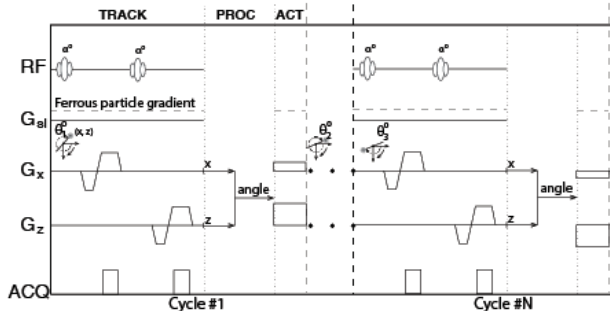 TRACK PROC ACT
RF α° α° α° α°
Ferrous particle gradient
Gsl
θ1° (x, z) θ2° θ3°
Gx x angle x angle
Gz z z
ACQ
Cycle #1 Cycle #N